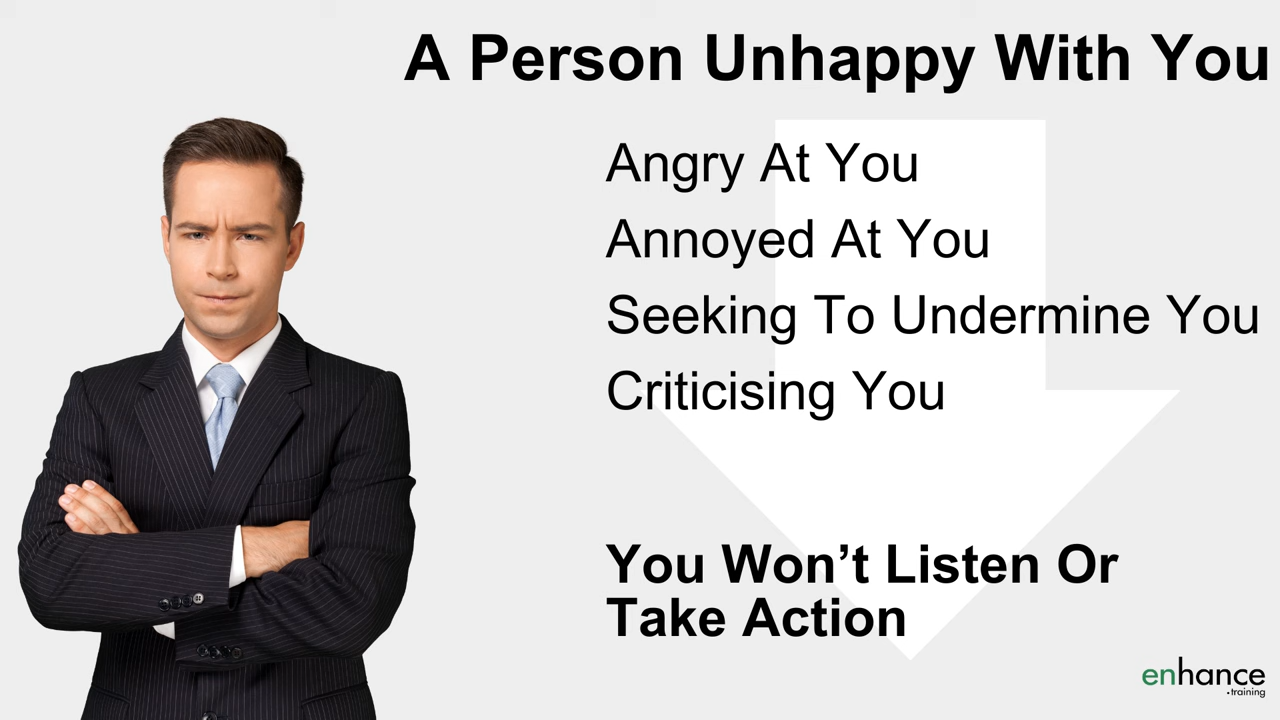 A Person Unhappy With You
Angry At You
Annoyed At You
Seeking To Undermine You
Criticising You
You Won’t Listen Or
Take Action
enhance
.training